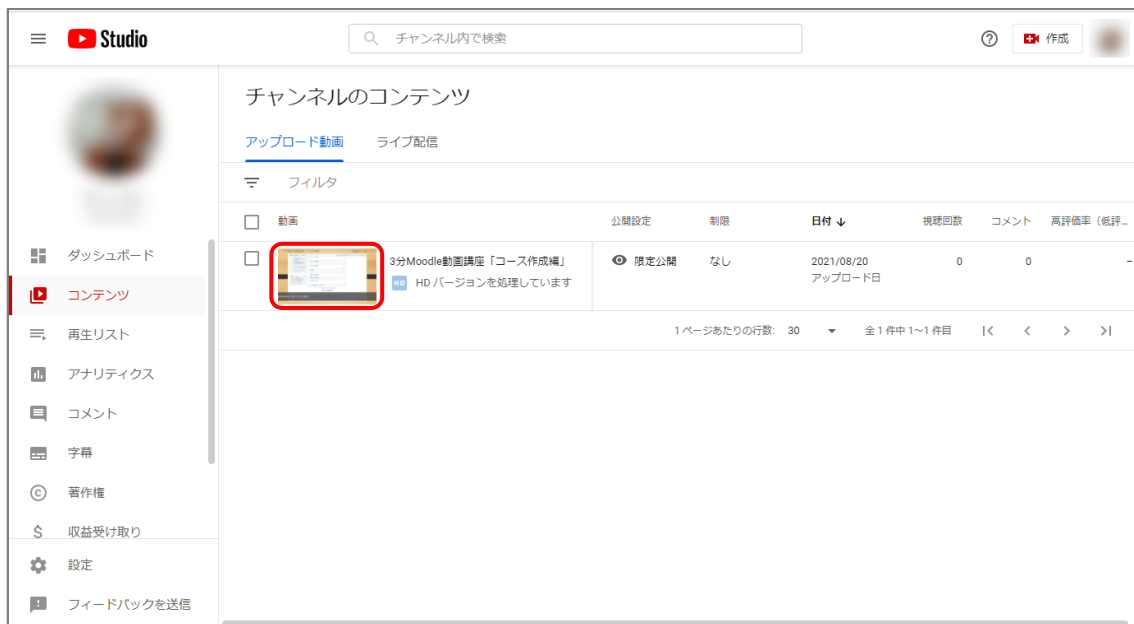 Studio
チャンネル内で検索
作成
チャンネルのコンテンツ
アップロード動画 ライブ配信
フィルタ
動画 公開設定 制限 日付 視聴回数 コメント 高評価率（低評...
3分Moodle動画講座「コース作成編」 限定公開 なし 2021/08/20 0 0 –
HD HD バージョンを処理しています アップロード日
1 ページあたりの行数: 30 全 1 件中 1～1 件目
ダッシュボード
コンテンツ
再生リスト
アナリティクス
コメント
字幕
著作権
収益受け取り
設定
フィードバックを送信